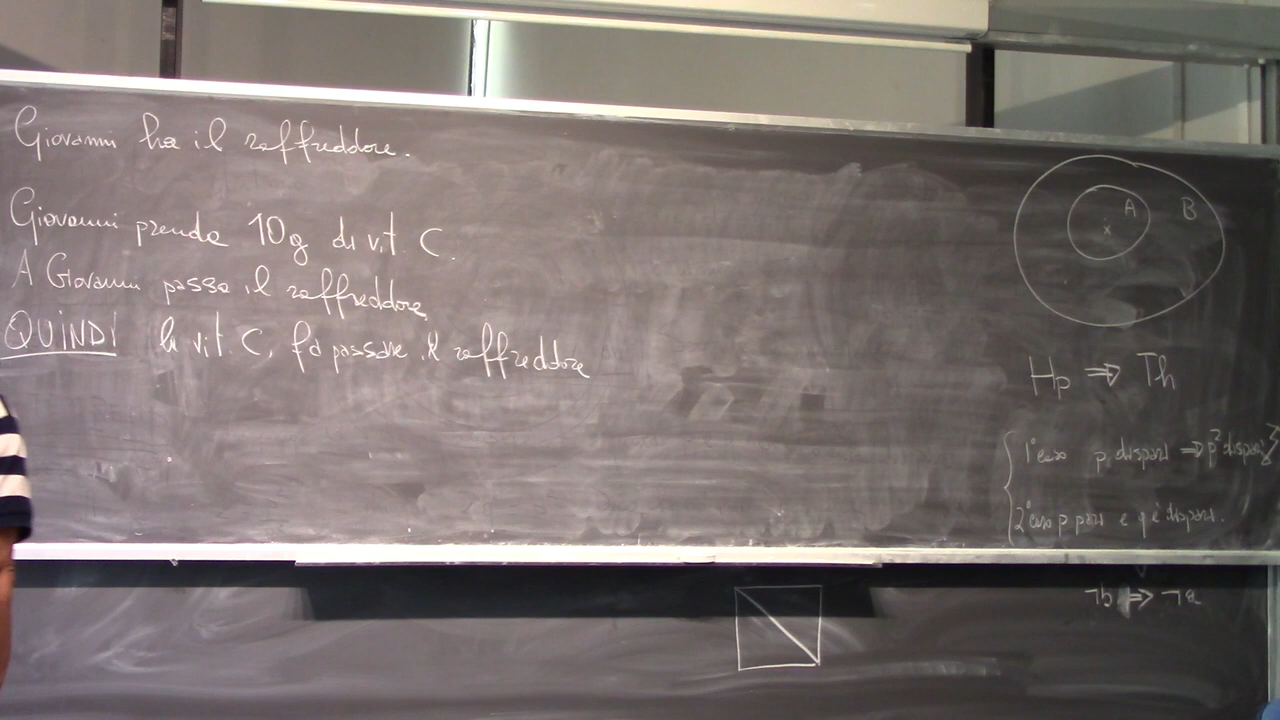 Giovanni ha il raffreddore.
Giovanni prende 10g di vit. C.
A Giovanni passa il raffreddore.
QUINDI la vit. C, fa passare il raffreddore
A B
x
Hp ⇒ Th
1° caso p dispari ⇒ p² dispari
2° caso p pari e q è dispari.
¬b ⇒ ¬a